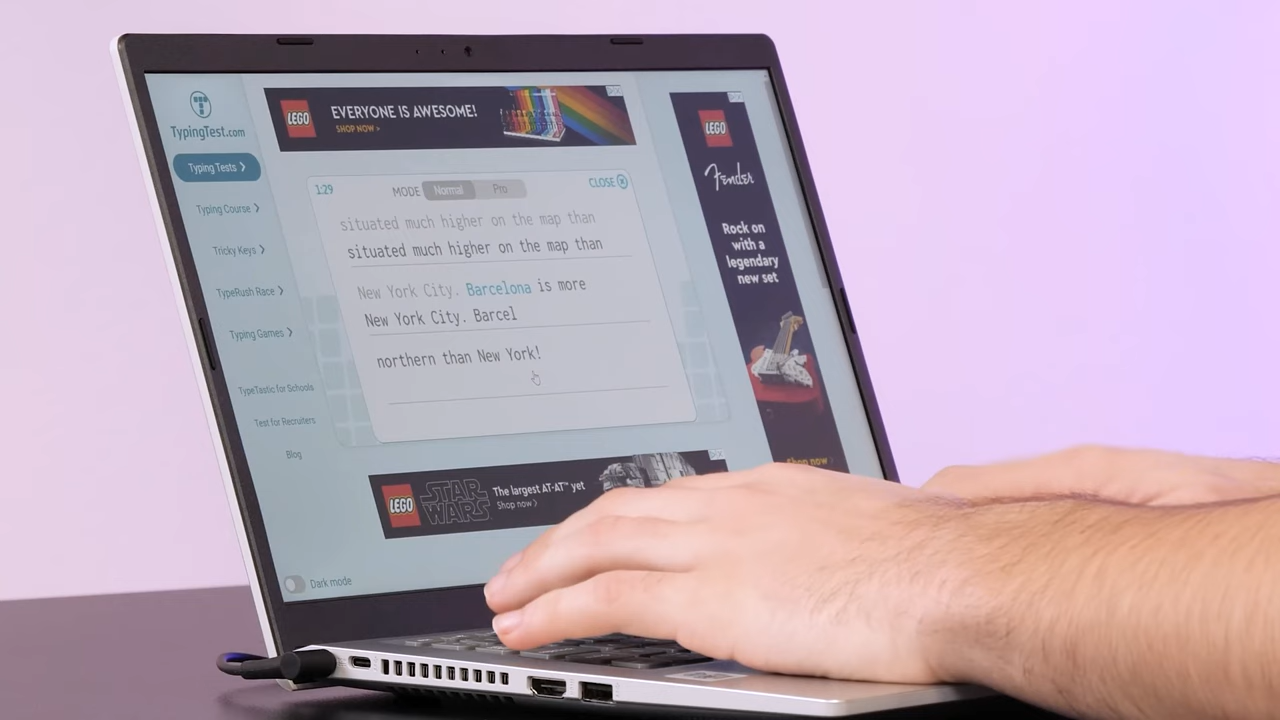 TypingTest.com
Typing Tests
Typing Course
Tricky Keys
TypeRush Race
Typing Games
TypeTastic for Schools
Test for Recruiters
Blog
Dark mode
LEGO
EVERYONE IS AWESOME!
SHOP NOW >
1:29
MODE Normal Pro
CLOSE
situated much higher on the map than
situated much higher on the map than
New York City. Barcelona is more
New York City. Barcel
northern than New York!
LEGO
STAR
WARS
The largest AT-AT™ yet
Shop now >
LEGO
Fender
Rock on
with a
legendary
new set
Shop now >